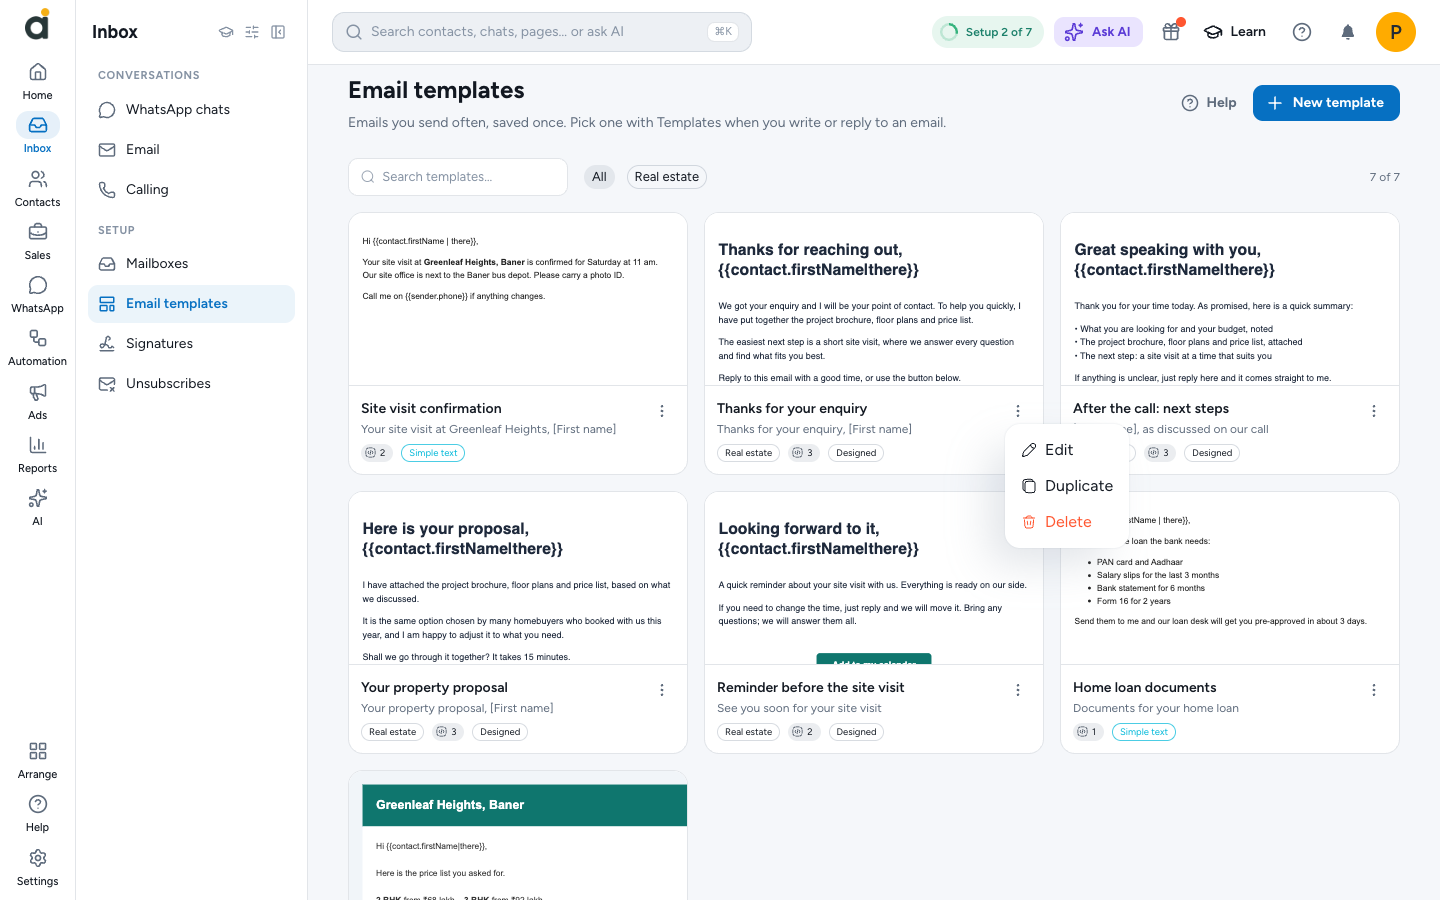 Inbox
Search contacts, chats, pages... or ask AI
⌘K
Setup 2 of 7
Ask AI
Learn
P
Home
Inbox
Contacts
Sales
WhatsApp
Automation
Ads
Reports
AI
Arrange
Help
Settings
CONVERSATIONS
WhatsApp chats
Email
Calling
SETUP
Mailboxes
Email templates
Signatures
Unsubscribes
Email templates
Emails you send often, saved once. Pick one with Templates when you write or reply to an email.
Help
New template
Search templates...
All
Real estate
7 of 7
Hi {{contact.firstName | there}},
Your site visit at Greenleaf Heights, Baner is confirmed for Saturday at 11 am.
Our site office is next to the Baner bus depot. Please carry a photo ID.
Call me on {{sender.phone}} if anything changes.
Site visit confirmation
Your site visit at Greenleaf Heights, [First name]
2
Simple text
Thanks for reaching out,
{{contact.firstName|there}}
We got your enquiry and I will be your point of contact. To help you quickly, I
have put together the project brochure, floor plans and price list.
The easiest next step is a short site visit, where we answer every question
and find what fits you best.
Reply to this email with a good time, or use the button below.
Thanks for your enquiry
Thanks for your enquiry, [First name]
Real estate
3
Designed
Great speaking with you,
{{contact.firstName|there}}
Thank you for your time today. As promised, here is a quick summary:
• What you are looking for and your budget, noted
• The project brochure, floor plans and price list, attached
• The next step: a site visit at a time that suits you
If anything is unclear, just reply here and it comes straight to me.
After the call: next steps
e], as discussed on our call
3
Designed
Edit
Duplicate
Delete
Here is your proposal,
{{contact.firstName|there}}
I have attached the project brochure, floor plans and price list, based on what
we discussed.
It is the same option chosen by many homebuyers who booked with us this
year, and I am happy to adjust it to what you need.
Shall we go through it together? It takes 15 minutes.
Your property proposal
Your property proposal, [First name]
Real estate
3
Designed
Looking forward to it,
{{contact.firstName|there}}
A quick reminder about your site visit with us. Everything is ready on our side.
If you need to change the time, just reply and we will move it. Bring any
questions; we will answer them all.
Add to my calendar
Reminder before the site visit
See you soon for your site visit
Real estate
2
Designed
stName | there}},
e loan the bank needs:
• PAN card and Aadhaar
• Salary slips for the last 3 months
• Bank statement for 6 months
• Form 16 for 2 years
Send them to me and our loan desk will get you pre-approved in about 3 days.
Home loan documents
Documents for your home loan
1
Simple text
Greenleaf Heights, Baner
Hi {{contact.firstName|there}},
Here is the price list you asked for.
2 BHK from ₹68 lakh 3 BHK from ₹92 lakh